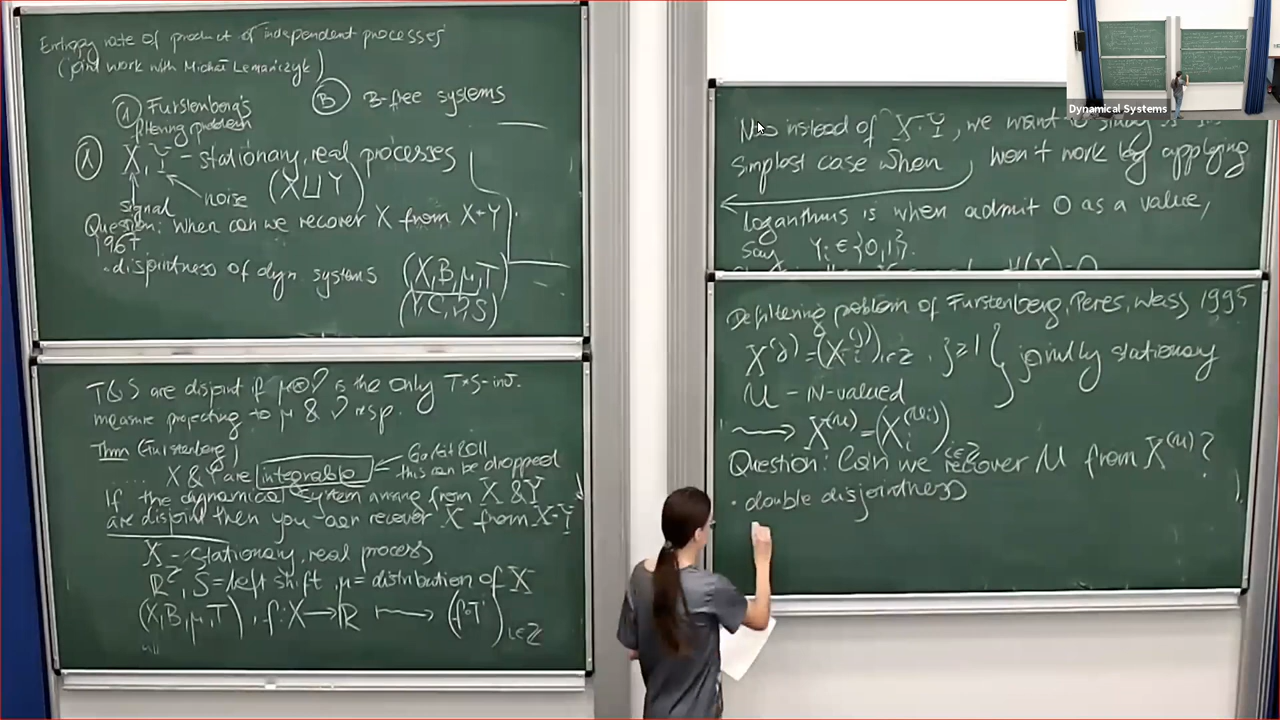 Entropy rate of product of independent processes
(joint work with Michał Lemańczyk)
① Furstenberg's filtering problem
Ⓑ B-free systems
Ⓐ X, Y - stationary, real processes
signal
noise (X ⊔ Y)
Question: When can we recover X from X+Y
1967
· disjointness of dyn. systems (X, B, μ, T)
(Y, C, ν, S)
T & S are disjoint if μ⊗ν is the only T×S-inv.
measure projecting to μ & ν resp.
Thm (Furstenberg)
..... X & Y are integrable
this can be dropped
If the dynamical system arising from X & Y
are disjoint then you can recover X from X+Y
X - stationary, real process
S = left shift, μ = distribution of X
(X, B, μ, T), f: X → ℝ ⟼ (f∘Tⁱ) i∈ℤ
instead of X·Y, we want to study
simplest case when won't work by applying
logarithms is when admit 0 as a value,
say Yᵢ ∈ {0,1}.
Defiltering problem of Furstenberg, Peres, Weiss 1995
X^(j) = (X_i^(j))_{i∈ℤ}, j ≥ 1 } jointly stationary
U - ℕ-valued
⟿ X^(U) = (X_i^(U_i))_{i∈ℤ}
Question: Can we recover U from X^(U)?
· double disjointness
Dynamical Systems